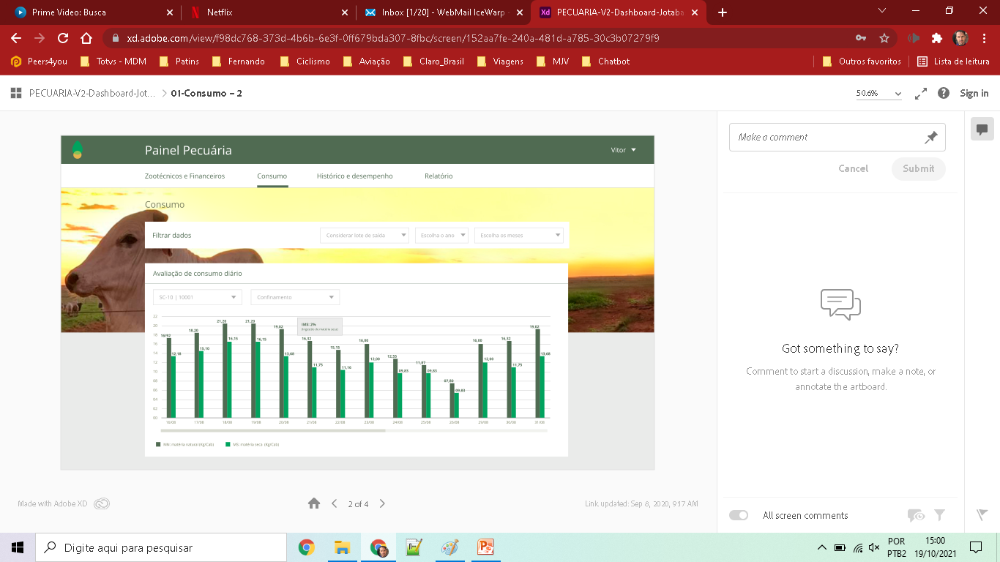 Prime Video: Busca
Netflix
Inbox [1/20] - WebMail IceWarp -
PECUARIA-V2-Dashboard-Jotaba
xd.adobe.com/view/f98dc768-373d-4b6b-6e3f-0ff679bda307-8fbc/screen/152aa7fe-240a-481d-a785-30c3b07279f9
Peers4you Totvs - MDM Patins Fernando Ciclismo Aviação Claro_Brasil Viagens MJV Chatbot Outros favoritos Lista de leitura
PECUARIA-V2-Dashboard-Jot... 01-Consumo – 2 50.6% Sign in
Painel Pecuária Vitor
Zootécnicos e Financeiros Consumo Histórico e desempenho Relatório
Consumo
Filtrar dados Considerar lote de saída Escolha o ano Escolha os meses
Avaliação de consumo diário
SC-10 | 10001 Confinamento
IMS: 2%
(Ingestão de matéria seca)
22
20
18
16
14
12
10
08
06
04
02
00
16/92 12,18 18,20 15,10 21,20 16,15 21,20 16,15 19,02 13,68 16,32 11,75 15,15 11,16 16,00 12,00 12,55 09,83 11,87 09,83 07,80 09,83 16,00 12,00 16,32 11,75 19,02 13,68
16/08 17/08 18/08 19/08 20/08 21/08 22/08 23/08 24/08 25/08 26/08 29/08 30/08 31/08
MN: matéria natural (Kg/Cab) MS: matéria seca (Kg/Cab)
Made with Adobe XD 2 of 4 Link updated: Sep 8, 2020, 9:17 AM
Make a comment
Cancel Submit
Got something to say?
Comment to start a discussion, make a note, or
annotate the artboard.
All screen comments
Digite aqui para pesquisar
POR
PTB2
15:00
19/10/2021